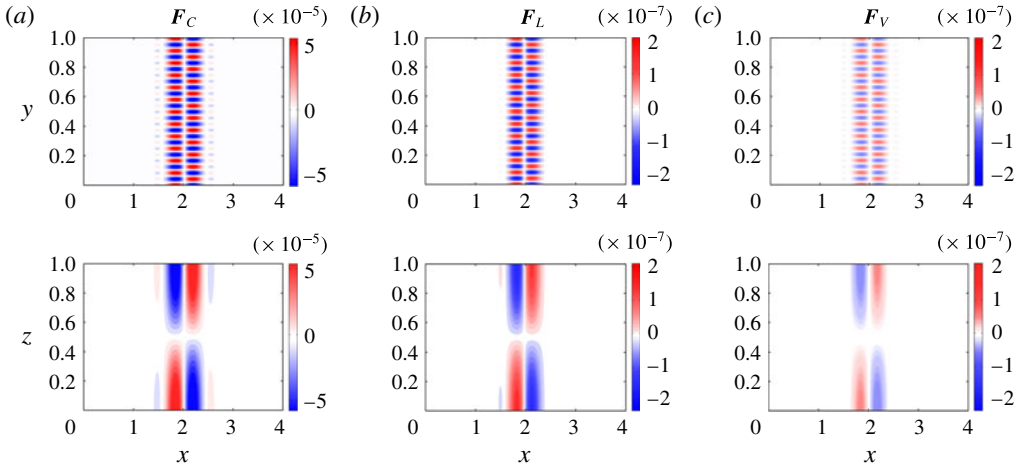 (a) F_C (× 10^−5) (b) F_L (× 10^−7) (c) F_V (× 10^−7)
1.0 5 1.0 2 1.0 2
0.8 0.8 1 0.8 1
y 0.6 0 0.6 0 0.6 0
0.4 0.4 −1 0.4 −1
0.2 −5 0.2 −2 0.2 −2
0 1 2 3 4 0 1 2 3 4 0 1 2 3 4
(× 10^−5) (× 10^−7) (× 10^−7)
1.0 5 1.0 2 1.0 2
0.8 0.8 1 0.8 1
z 0.6 0 0.6 0 0.6 0
0.4 0.4 −1 0.4 −1
0.2 −5 0.2 −2 0.2 −2
0 1 2 3 4 0 1 2 3 4 0 1 2 3 4
x x x